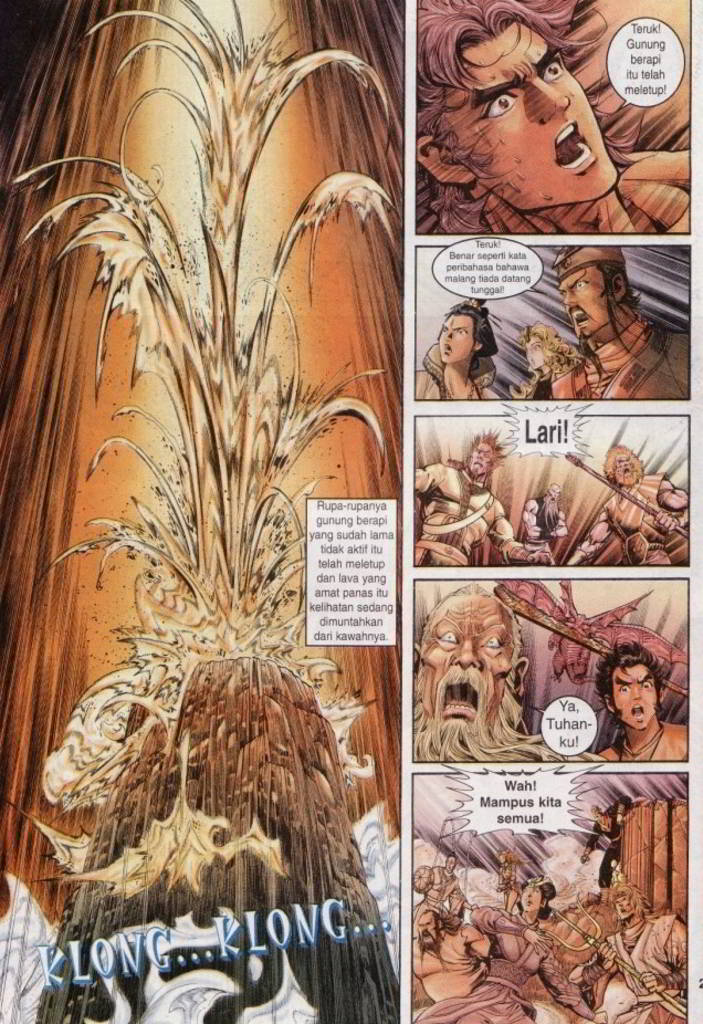 Rupa-rupanya
gunung berapi
yang sudah lama
tidak aktif itu
telah meletup
dan lava yang
amat panas itu
kelihatan sedang
dimuntahkan
dari kawahnya.
KLONG...KLONG...
Teruk!
Gunung
berapi
itu telah
meletup!
Teruk!
Benar seperti kata
peribahasa bahawa
malang tiada datang
tunggal!
Lari!
Ya,
Tuhan-
ku!
Wah!
Mampus kita
semua!
2